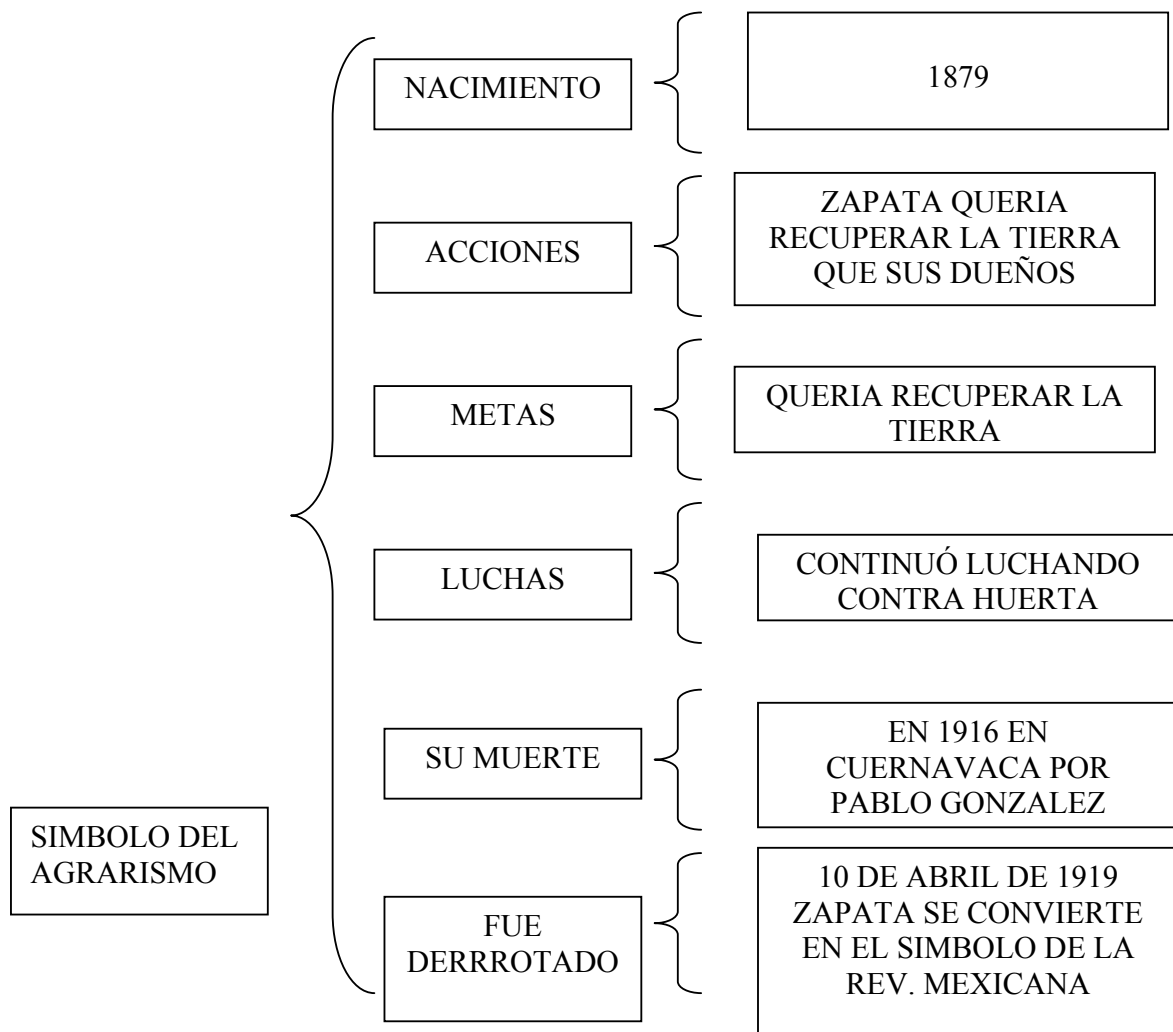 NACIMIENTO
1879
ACCIONES
ZAPATA QUERIA
RECUPERAR LA TIERRA
QUE SUS DUEÑOS
METAS
QUERIA RECUPERAR LA
TIERRA
LUCHAS
CONTINUÓ LUCHANDO
CONTRA HUERTA
SU MUERTE
EN 1916 EN
CUERNAVACA POR
PABLO GONZALEZ
SIMBOLO DEL
AGRARISMO
FUE
DERRROTADO
10 DE ABRIL DE 1919
ZAPATA SE CONVIERTE
EN EL SIMBOLO DE LA
REV. MEXICANA